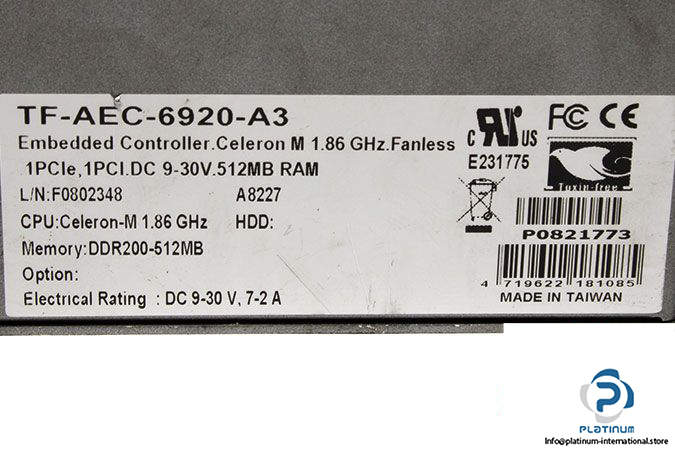 TF-AEC-6920-A3
Embedded Controller.Celeron M 1.86 GHz.Fanless
1PCIe,1PCI.DC 9-30V.512MB RAM
L/N:F0802348 A8227
CPU:Celeron-M 1.86 GHz HDD:
Memory:DDR200-512MB
Option:
Electrical Rating : DC 9-30 V, 7-2 A
c RU US
E231775
FC CE
Toxin-free
P0821773
4 719622 181085
MADE IN TAIWAN
PLATINUM
info@platinum-international.store